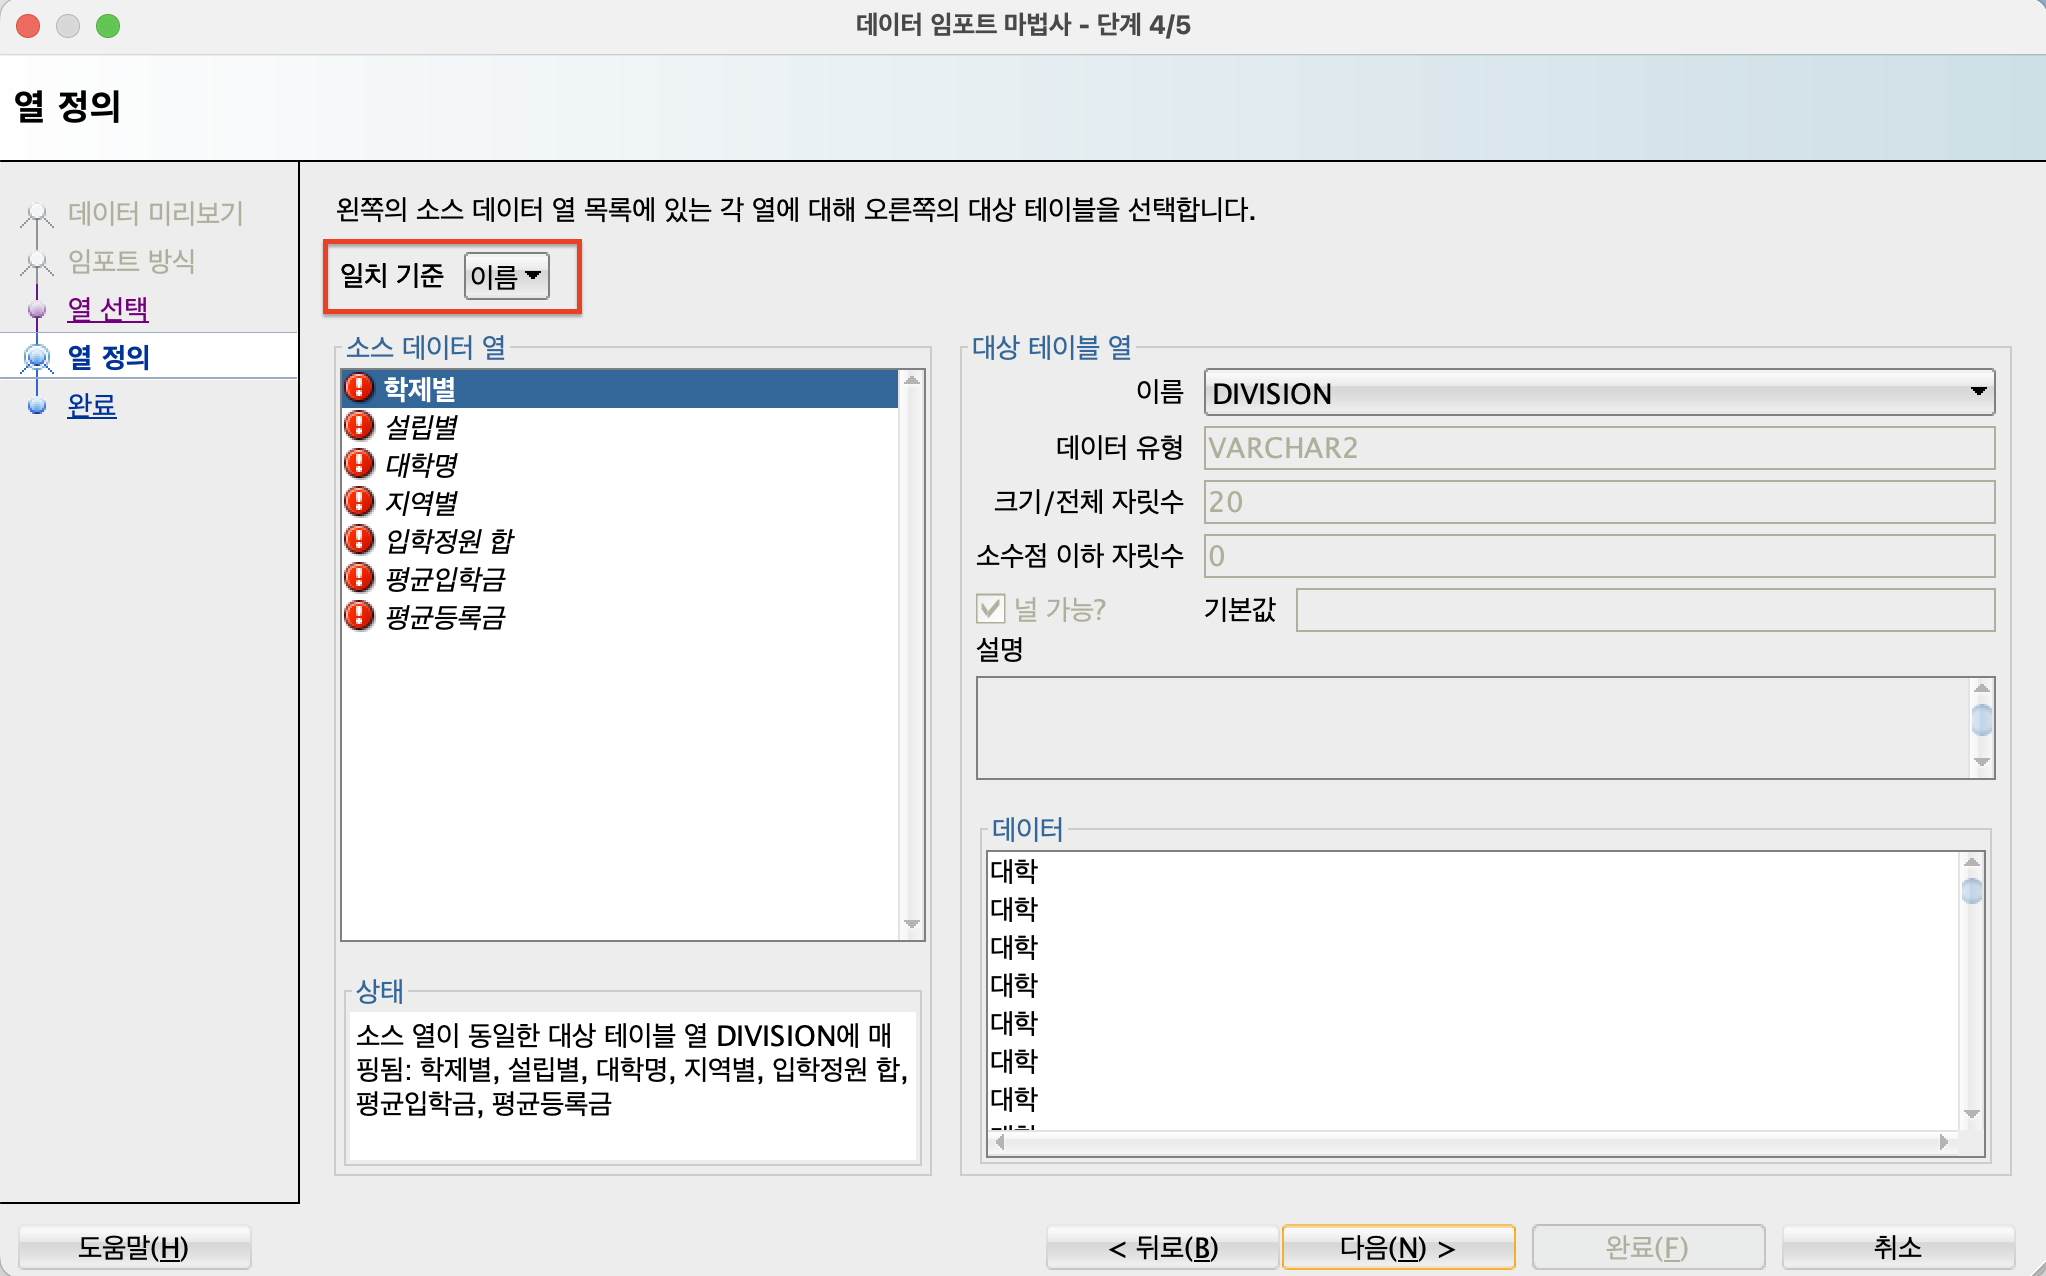 데이터 임포트 마법사 - 단계 4/5
열 정의
데이터 미리보기
임포트 방식
열 선택
열 정의
완료
왼쪽의 소스 데이터 열 목록에 있는 각 열에 대해 오른쪽의 대상 테이블을 선택합니다.
일치 기준 이름
소스 데이터 열
학제별
설립별
대학명
지역별
입학정원 합
평균입학금
평균등록금
상태
소스 열이 동일한 대상 테이블 열 DIVISION에 매
핑됨: 학제별, 설립별, 대학명, 지역별, 입학정원 합,
평균입학금, 평균등록금
대상 테이블 열
이름 DIVISION
데이터 유형 VARCHAR2
크기/전체 자릿수 20
소수점 이하 자릿수 0
널 가능? 기본값
설명
데이터
대학
대학
대학
대학
대학
대학
대학
도움말(H)
< 뒤로(B)
다음(N) >
완료(F)
취소